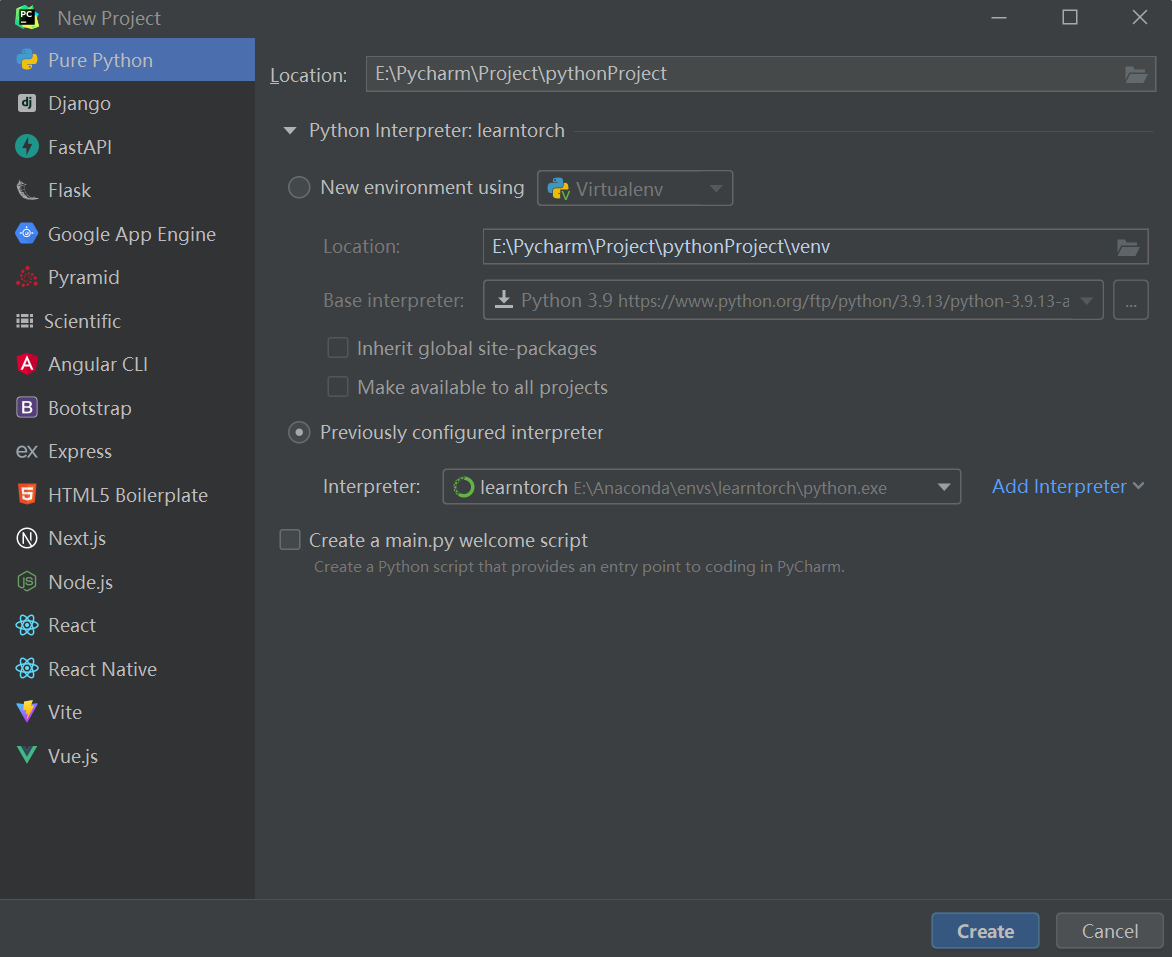 New Project
Pure Python
Django
FastAPI
Flask
Google App Engine
Pyramid
Scientific
Angular CLI
Bootstrap
Express
HTML5 Boilerplate
Next.js
Node.js
React
React Native
Vite
Vue.js
Location: E:\Pycharm\Project\pythonProject
Python Interpreter: learntorch
New environment using Virtualenv
Location: E:\Pycharm\Project\pythonProject\venv
Base interpreter: Python 3.9 https://www.python.org/ftp/python/3.9.13/python-3.9.13-a ...
Inherit global site-packages
Make available to all projects
Previously configured interpreter
Interpreter: learntorch E:\Anaconda\envs\learntorch\python.exe Add Interpreter
Create a main.py welcome script
Create a Python script that provides an entry point to coding in PyCharm.
Create Cancel